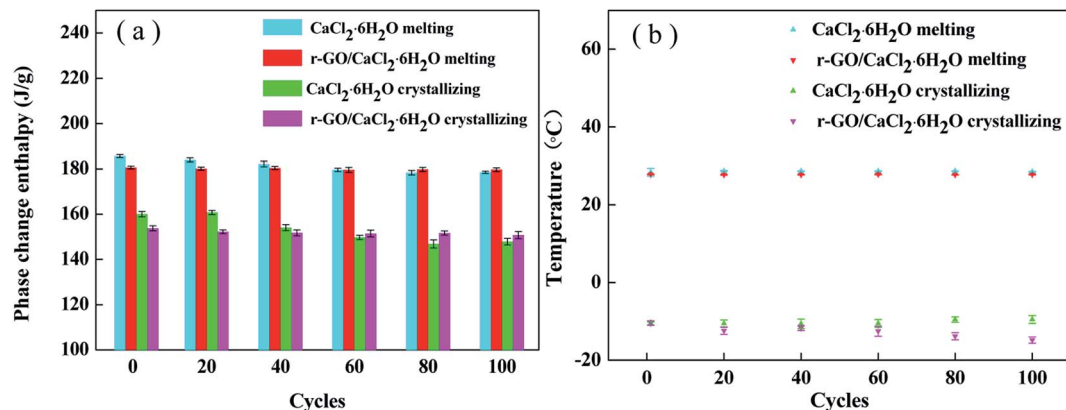 (a)
CaCl2·6H2O melting
r-GO/CaCl2·6H2O melting
CaCl2·6H2O crystallizing
r-GO/CaCl2·6H2O crystallizing
Phase change enthalpy (J/g)
240
220
200
180
160
140
120
100
0 20 40 60 80 100
Cycles
(b)
CaCl2·6H2O melting
r-GO/CaCl2·6H2O melting
CaCl2·6H2O crystallizing
r-GO/CaCl2·6H2O crystallizing
Temperature (°C)
60
40
20
0
-20
0 20 40 60 80 100
Cycles